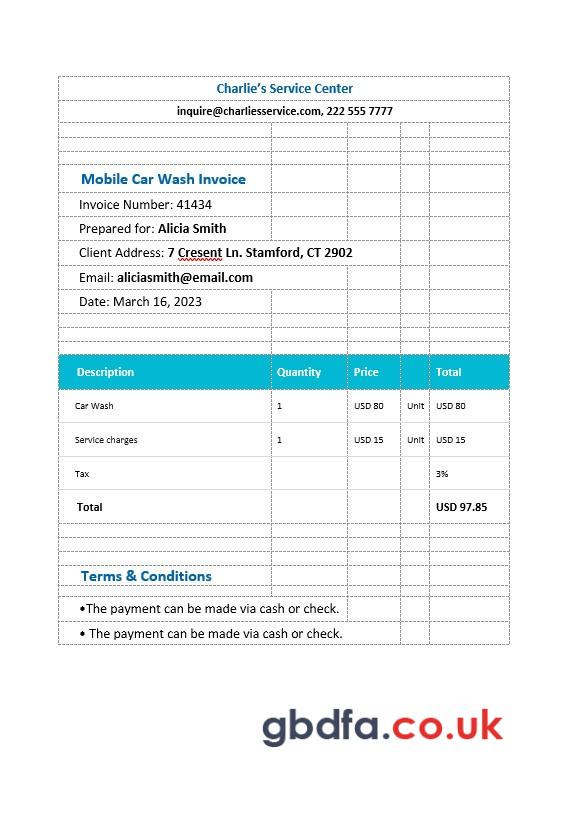 Charlie’s Service Center
inquire@charliesservice.com, 222 555 7777
Mobile Car Wash Invoice
Invoice Number: 41434
Prepared for: Alicia Smith
Client Address: 7 Cresent Ln. Stamford, CT 2902
Email: aliciasmith@email.com
Date: March 16, 2023
Description Quantity Price Total
Car Wash 1 USD 80 Unit USD 80
Service charges 1 USD 15 Unit USD 15
Tax 3%
Total USD 97.85
Terms & Conditions
•The payment can be made via cash or check.
• The payment can be made via cash or check.
gbdfa.co.uk